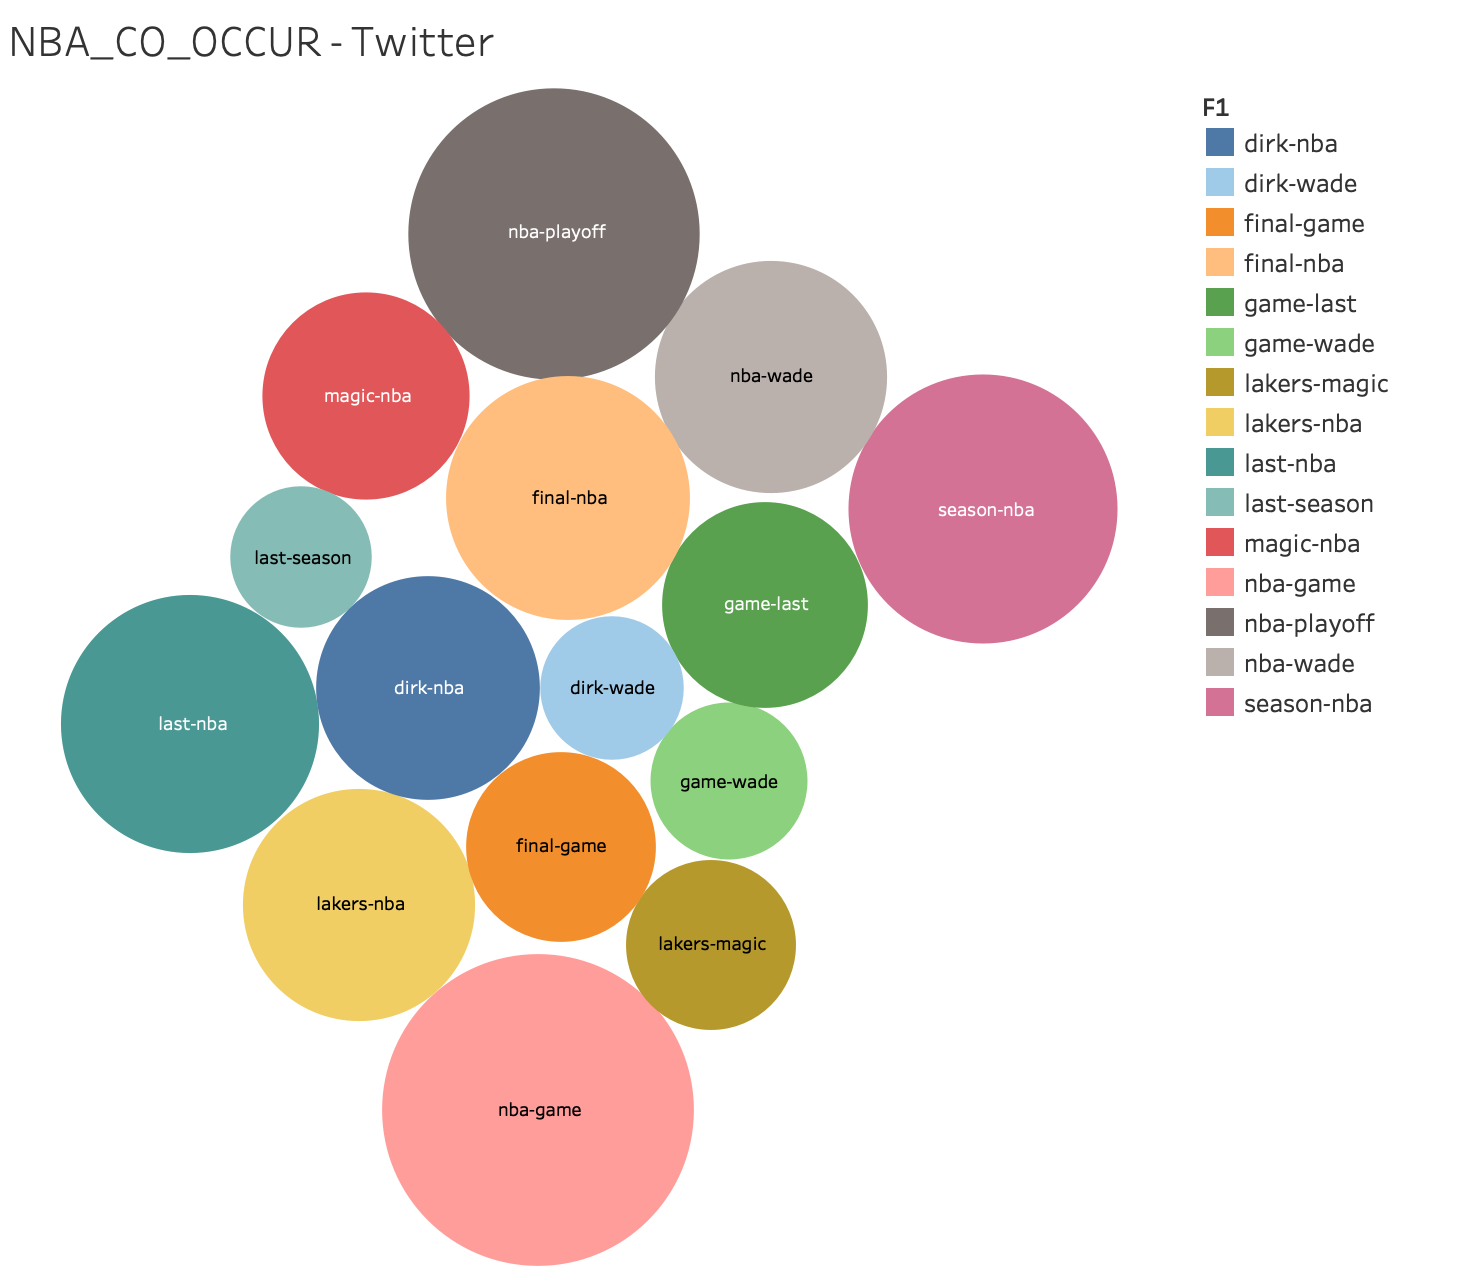 NBA_CO_OCCUR - Twitter
nba-playoff
nba-wade
magic-nba
final-nba
season-nba
last-season
game-last
dirk-nba
dirk-wade
last-nba
game-wade
final-game
lakers-nba
lakers-magic
nba-game
F1
dirk-nba
dirk-wade
final-game
final-nba
game-last
game-wade
lakers-magic
lakers-nba
last-nba
last-season
magic-nba
nba-game
nba-playoff
nba-wade
season-nba